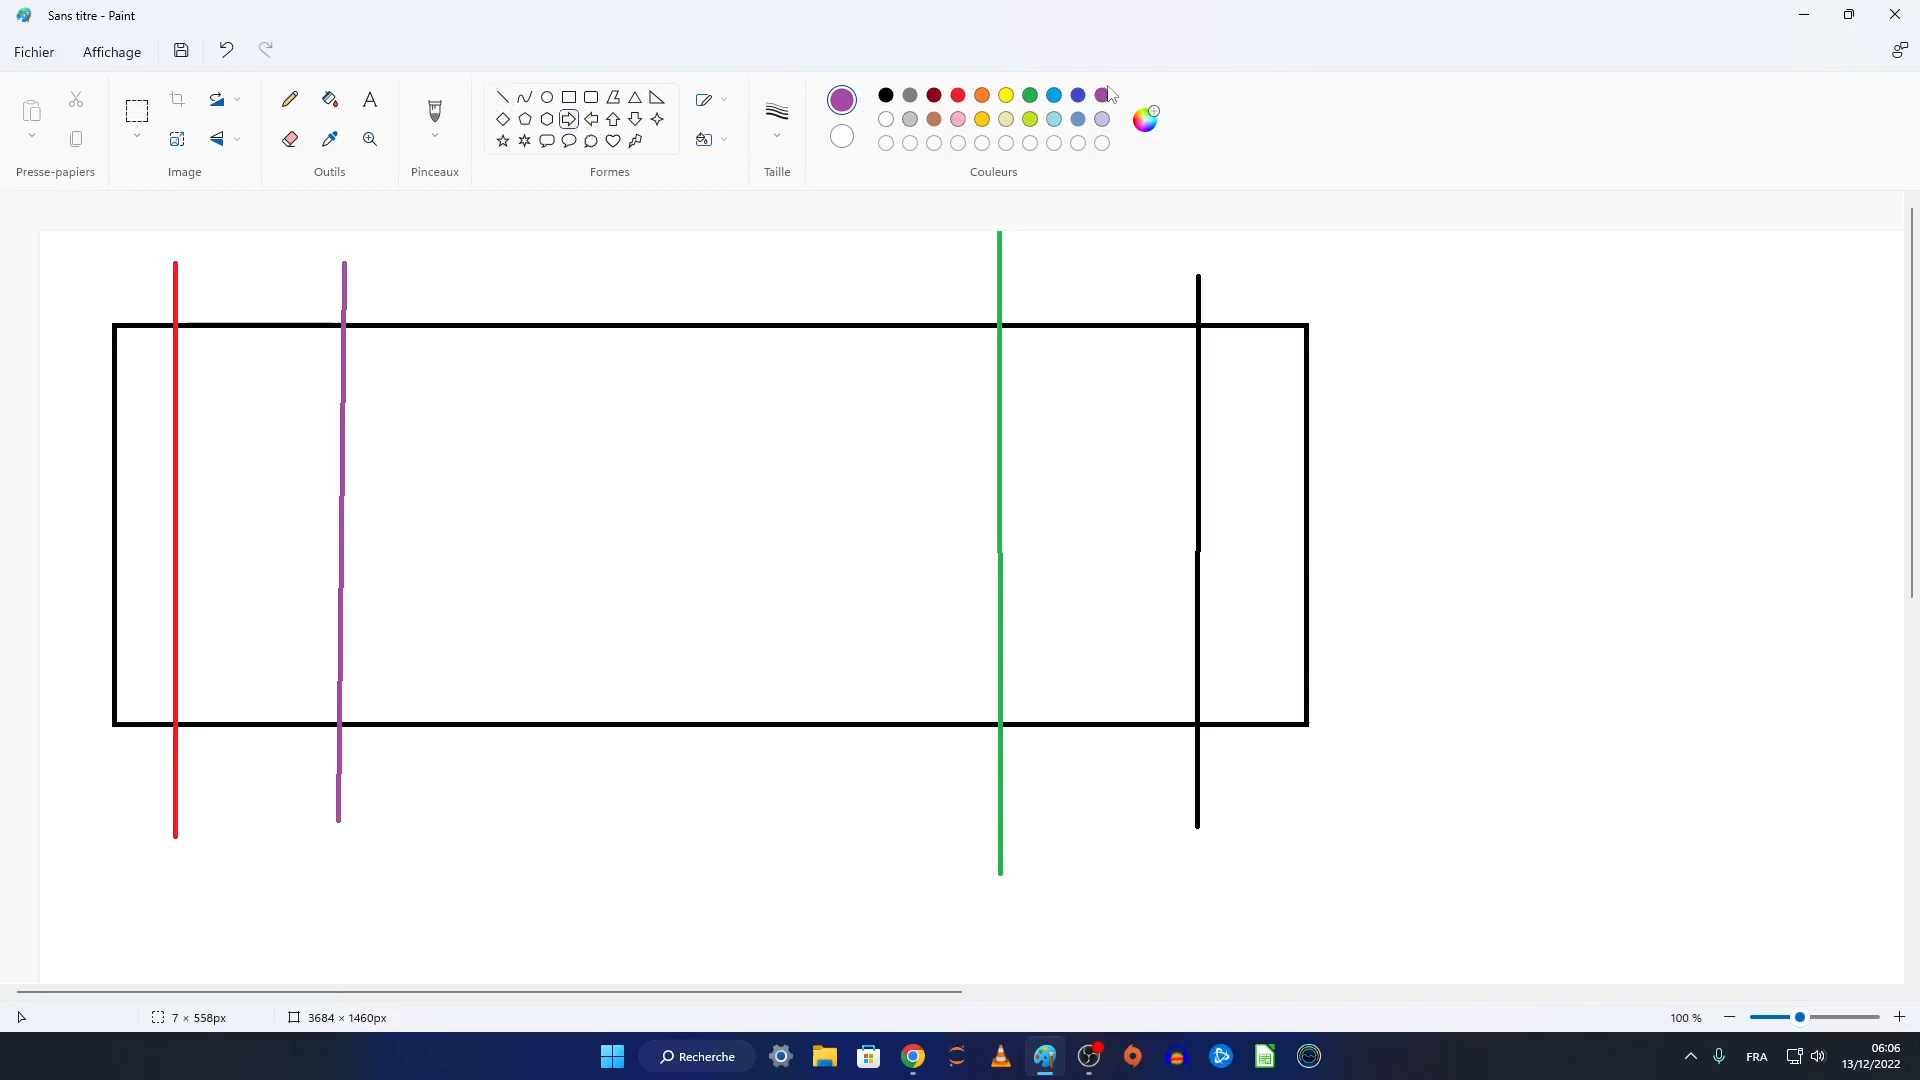 Sans titre - Paint
Fichier
Affichage
Presse-papiers
Image
Outils
Pinceaux
Formes
Taille
Couleurs
7 × 558px
3684 × 1460px
100 %
Recherche
FRA
06:06
13/12/2022